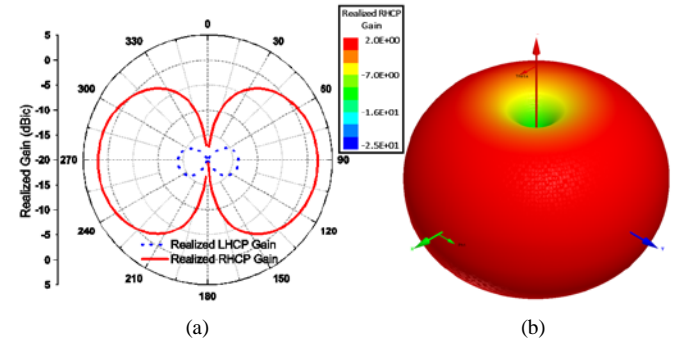 0
30
60
90
120
150
180
210
240
270
300
330
5
0
-5
-10
-15
-20
-15
-10
-5
0
5
Realized Gain (dBic)
Realized LHCP Gain
Realized RHCP Gain
Realized RHCP
Gain
2.0E+00
-7.0E+00
-1.6E+01
-2.5E+01
(a)
(b)